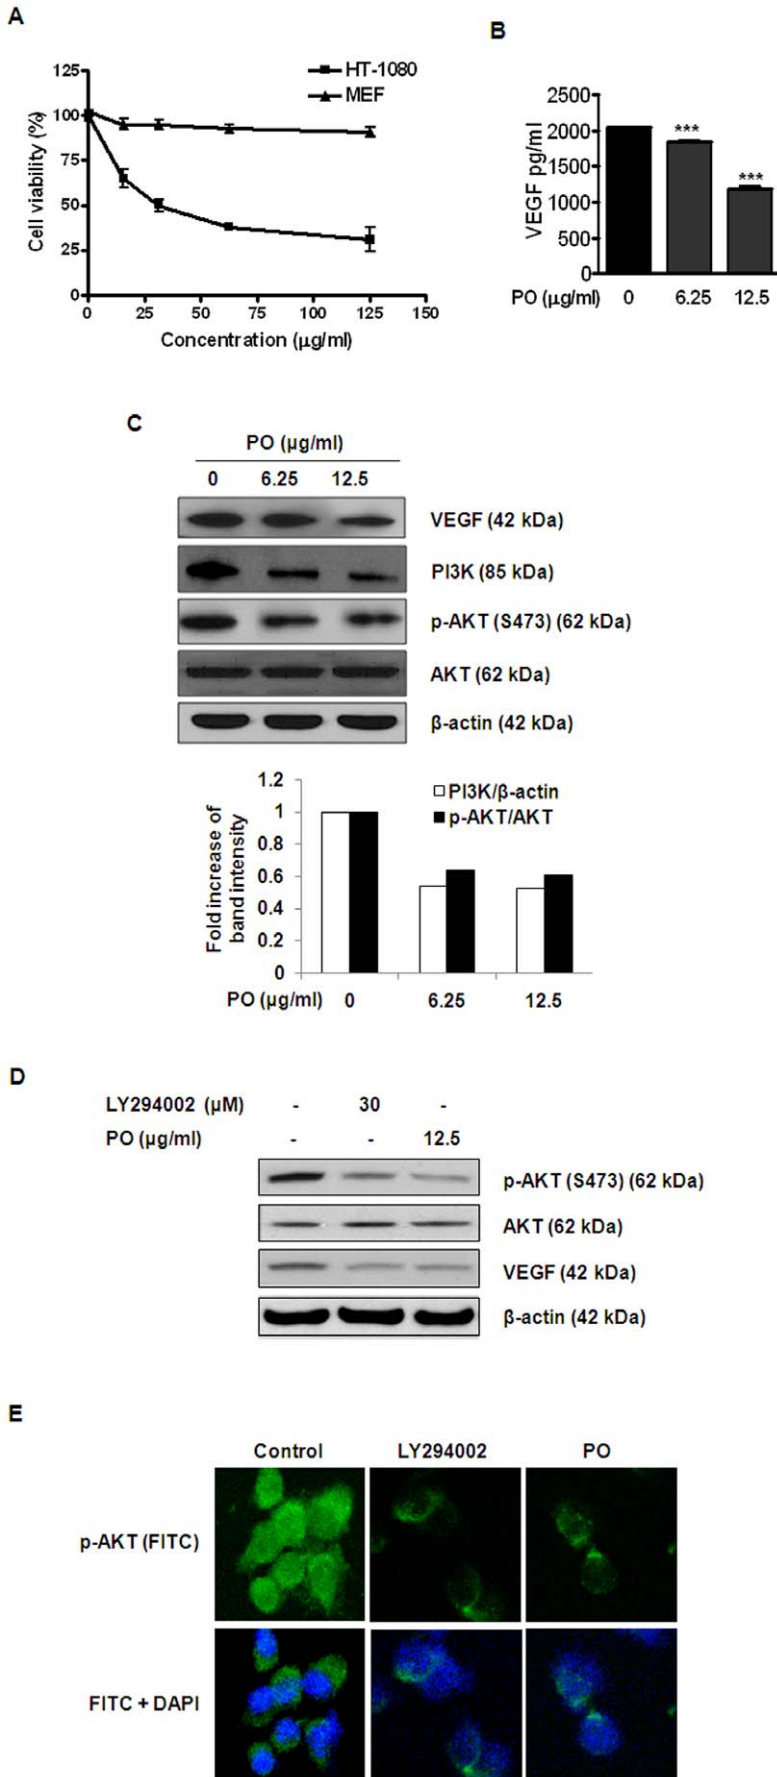 A
125
100
75
50
25
0
Cell viability (%)
HT-1080
MEF
0 25 50 75 100 125 150
Concentration (μg/ml)
B
2500
2000
1500
1000
500
0
VEGF pg/ml
***
***
PO (μg/ml) 0 6.25 12.5
C
PO (μg/ml)
0 6.25 12.5
VEGF (42 kDa)
PI3K (85 kDa)
p-AKT (S473) (62 kDa)
AKT (62 kDa)
β-actin (42 kDa)
1.2
1
0.8
0.6
0.4
0.2
0
Fold increase of
band intensity
PI3K/β-actin
p-AKT/AKT
PO (μg/ml) 0 6.25 12.5
D
LY294002 (μM) - 30 -
PO (μg/ml) - - 12.5
p-AKT (S473) (62 kDa)
AKT (62 kDa)
VEGF (42 kDa)
β-actin (42 kDa)
E
Control LY294002 PO
p-AKT (FITC)
FITC + DAPI